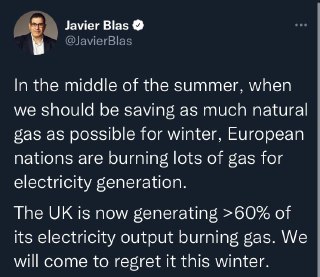 Javier Blas
@JavierBlas
In the middle of the summer, when
we should be saving as much natural
gas as possible for winter, European
nations are burning lots of gas for
electricity generation.
The UK is now generating >60% of
its electricity output burning gas. We
will come to regret it this winter.